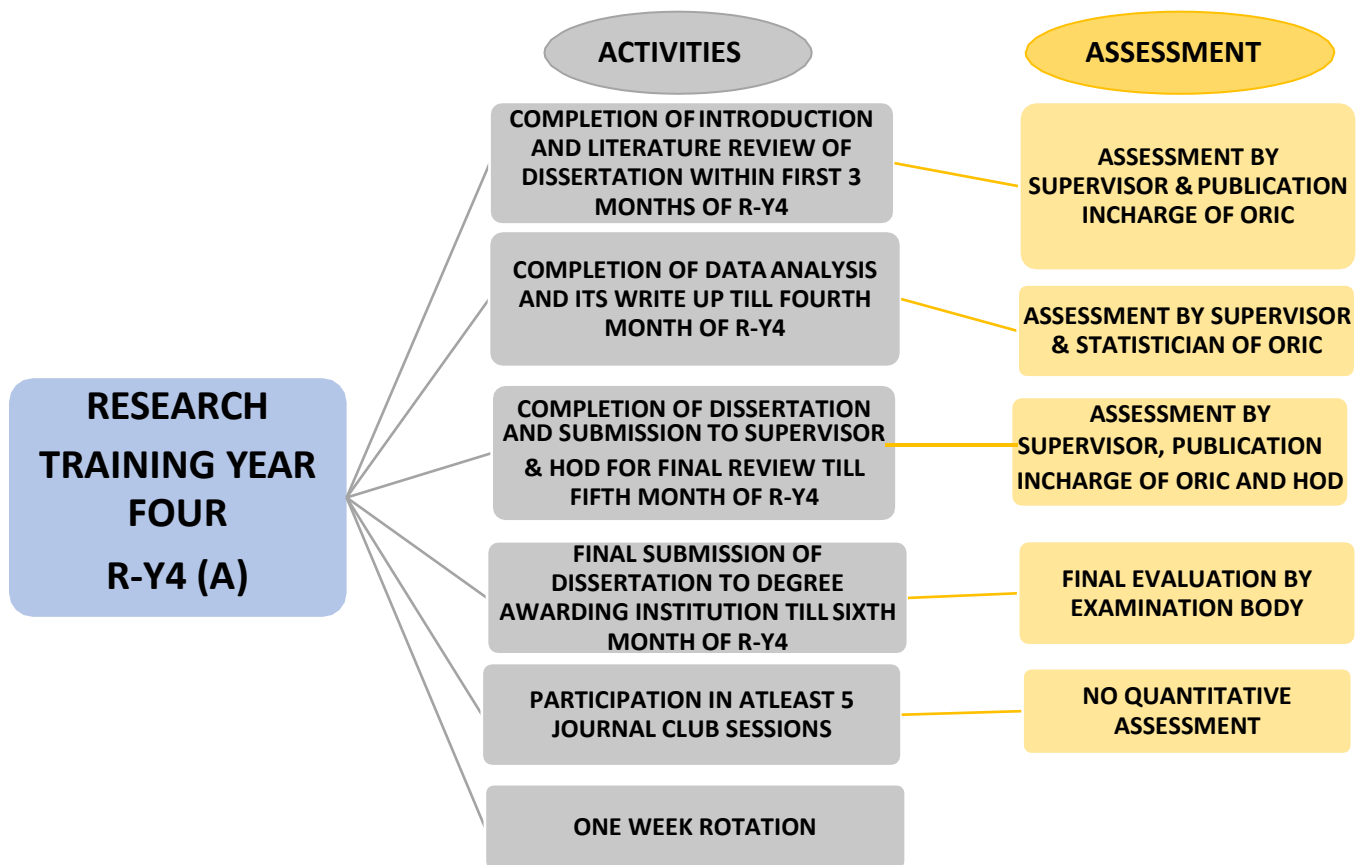 ACTIVITIES
ASSESSMENT
COMPLETION OF INTRODUCTION
AND LITERATURE REVIEW OF
DISSERTATION WITHIN FIRST 3
MONTHS OF R-Y4
ASSESSMENT BY
SUPERVISOR & PUBLICATION
INCHARGE OF ORIC
COMPLETION OF DATA ANALYSIS
AND ITS WRITE UP TILL FOURTH
MONTH OF R-Y4
ASSESSMENT BY SUPERVISOR
& STATISTICIAN OF ORIC
RESEARCH
TRAINING YEAR
FOUR
R-Y4 (A)
COMPLETION OF DISSERTATION
AND SUBMISSION TO SUPERVISOR
& HOD FOR FINAL REVIEW TILL
FIFTH MONTH OF R-Y4
ASSESSMENT BY
SUPERVISOR, PUBLICATION
INCHARGE OF ORIC AND HOD
FINAL SUBMISSION OF
DISSERTATION TO DEGREE
AWARDING INSTITUTION TILL SIXTH
MONTH OF R-Y4
FINAL EVALUATION BY
EXAMINATION BODY
PARTICIPATION IN ATLEAST 5
JOURNAL CLUB SESSIONS
NO QUANTITATIVE
ASSESSMENT
ONE WEEK ROTATION